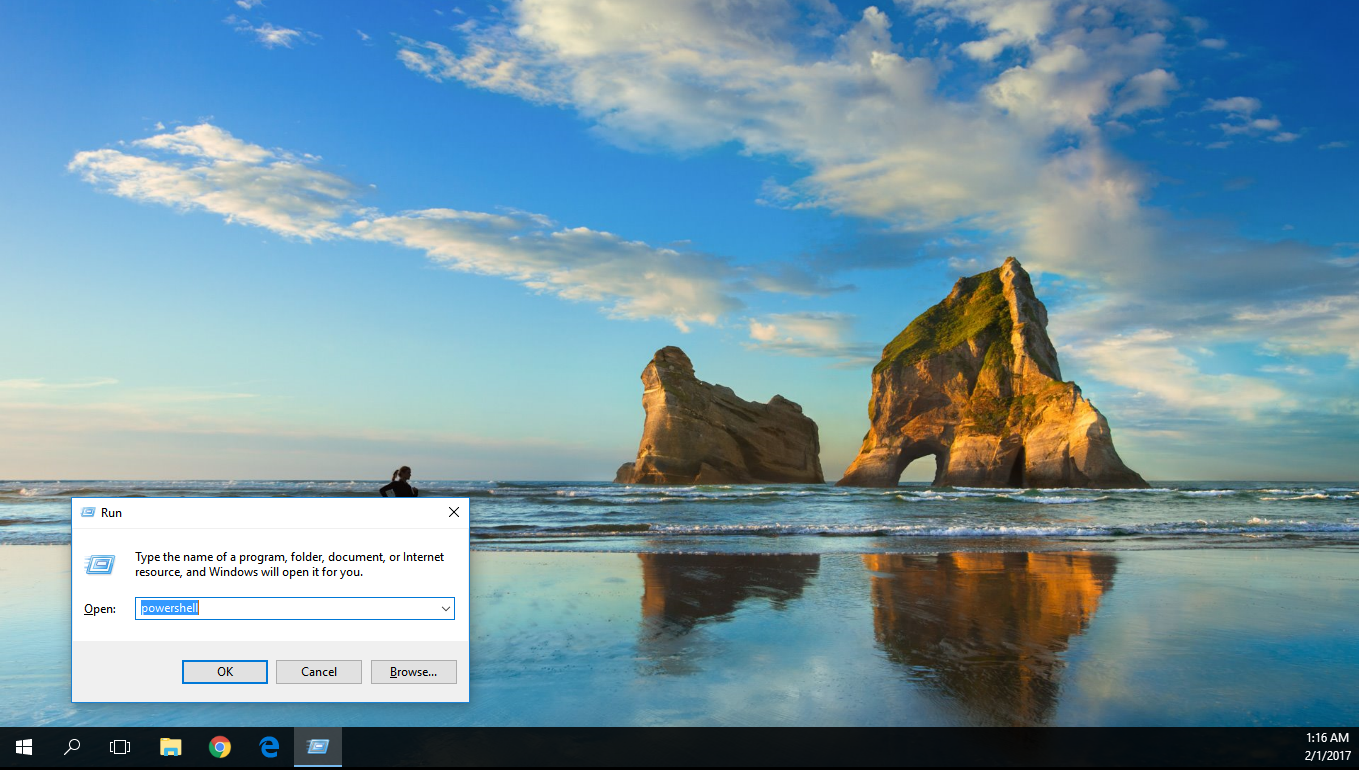 Run
Type the name of a program, folder, document, or Internet
resource, and Windows will open it for you.
Open: powershell
OK Cancel Browse...
1:16 AM
2/1/2017